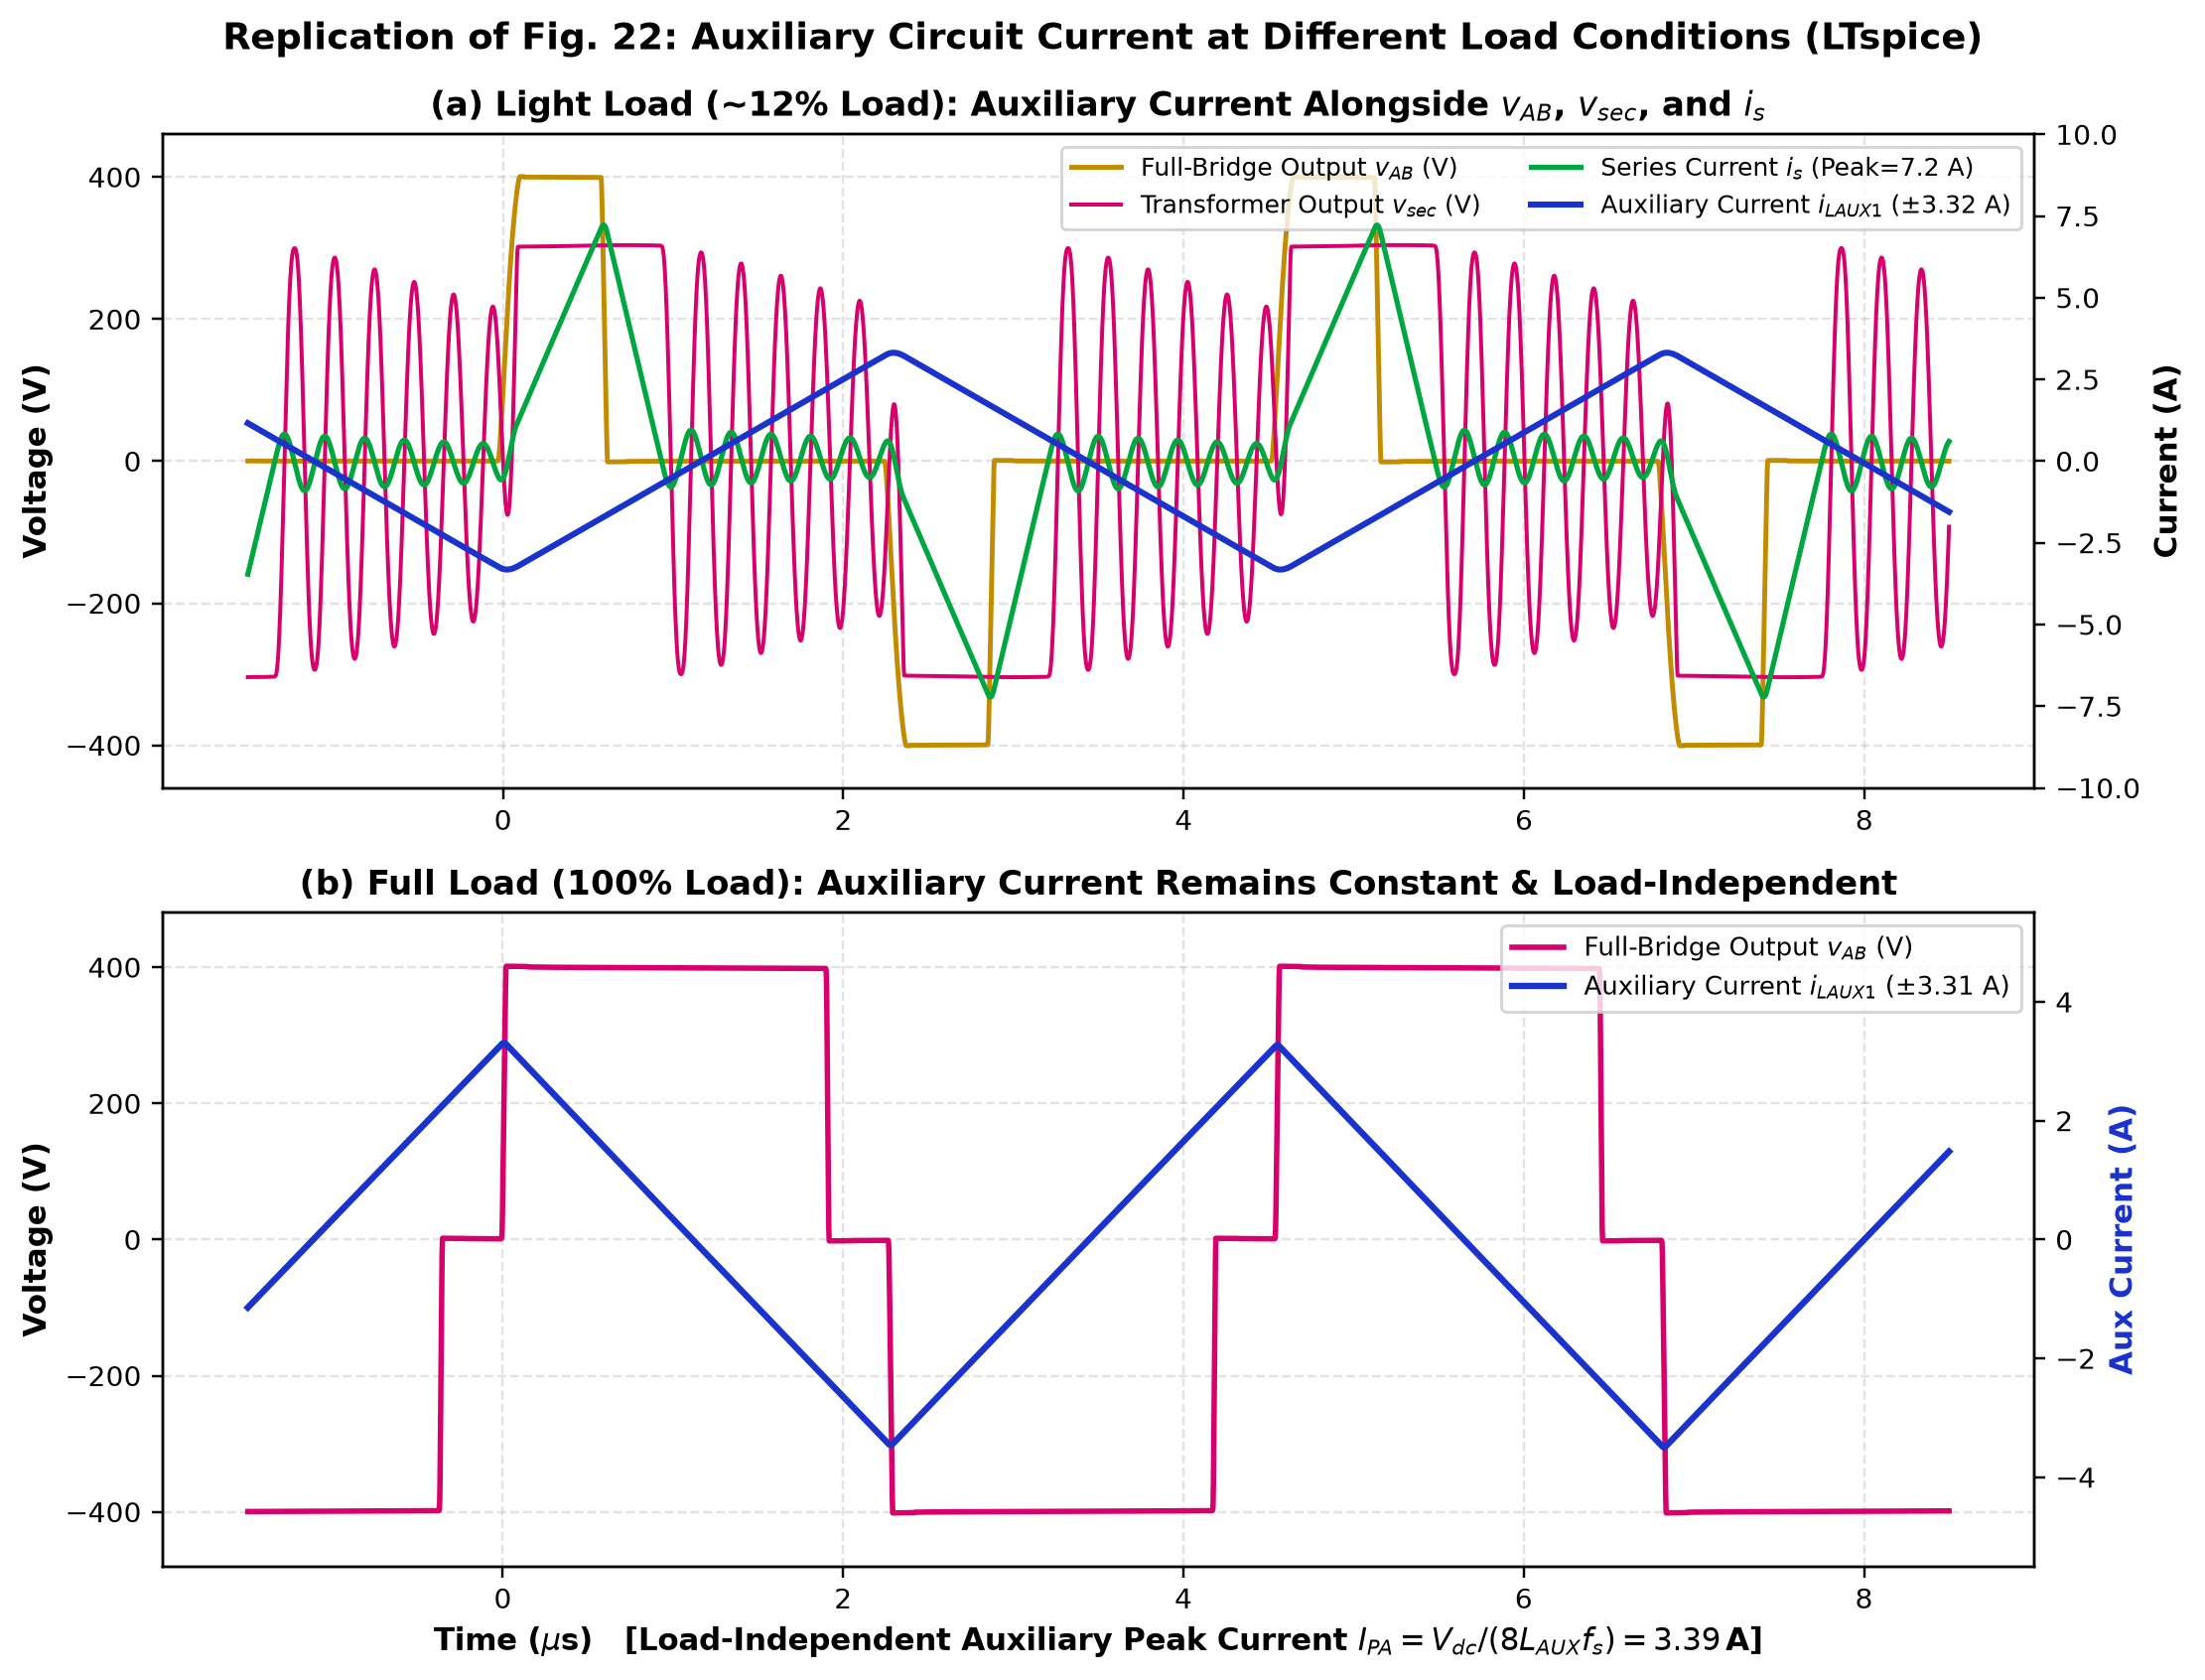 Replication of Fig. 22: Auxiliary Circuit Current at Different Load Conditions (LTspice)
(a) Light Load (~12% Load): Auxiliary Current Alongside v_AB, v_sec, and i_s
Full-Bridge Output v_AB (V)
Transformer Output v_sec (V)
Series Current i_s (Peak=7.2 A)
Auxiliary Current i_LAUX1 (±3.32 A)
Voltage (V)
400
200
0
−200
−400
10.0
7.5
5.0
2.5
0.0
−2.5
−5.0
−7.5
−10.0
Current (A)
0 2 4 6 8
(b) Full Load (100% Load): Auxiliary Current Remains Constant & Load-Independent
Full-Bridge Output v_AB (V)
Auxiliary Current i_LAUX1 (±3.31 A)
Voltage (V)
400
200
0
−200
−400
4
2
0
−2
−4
Aux Current (A)
0 2 4 6 8
Time (μs) [Load-Independent Auxiliary Peak Current I_PA = V_dc/(8L_AUX f_s) = 3.39 A]